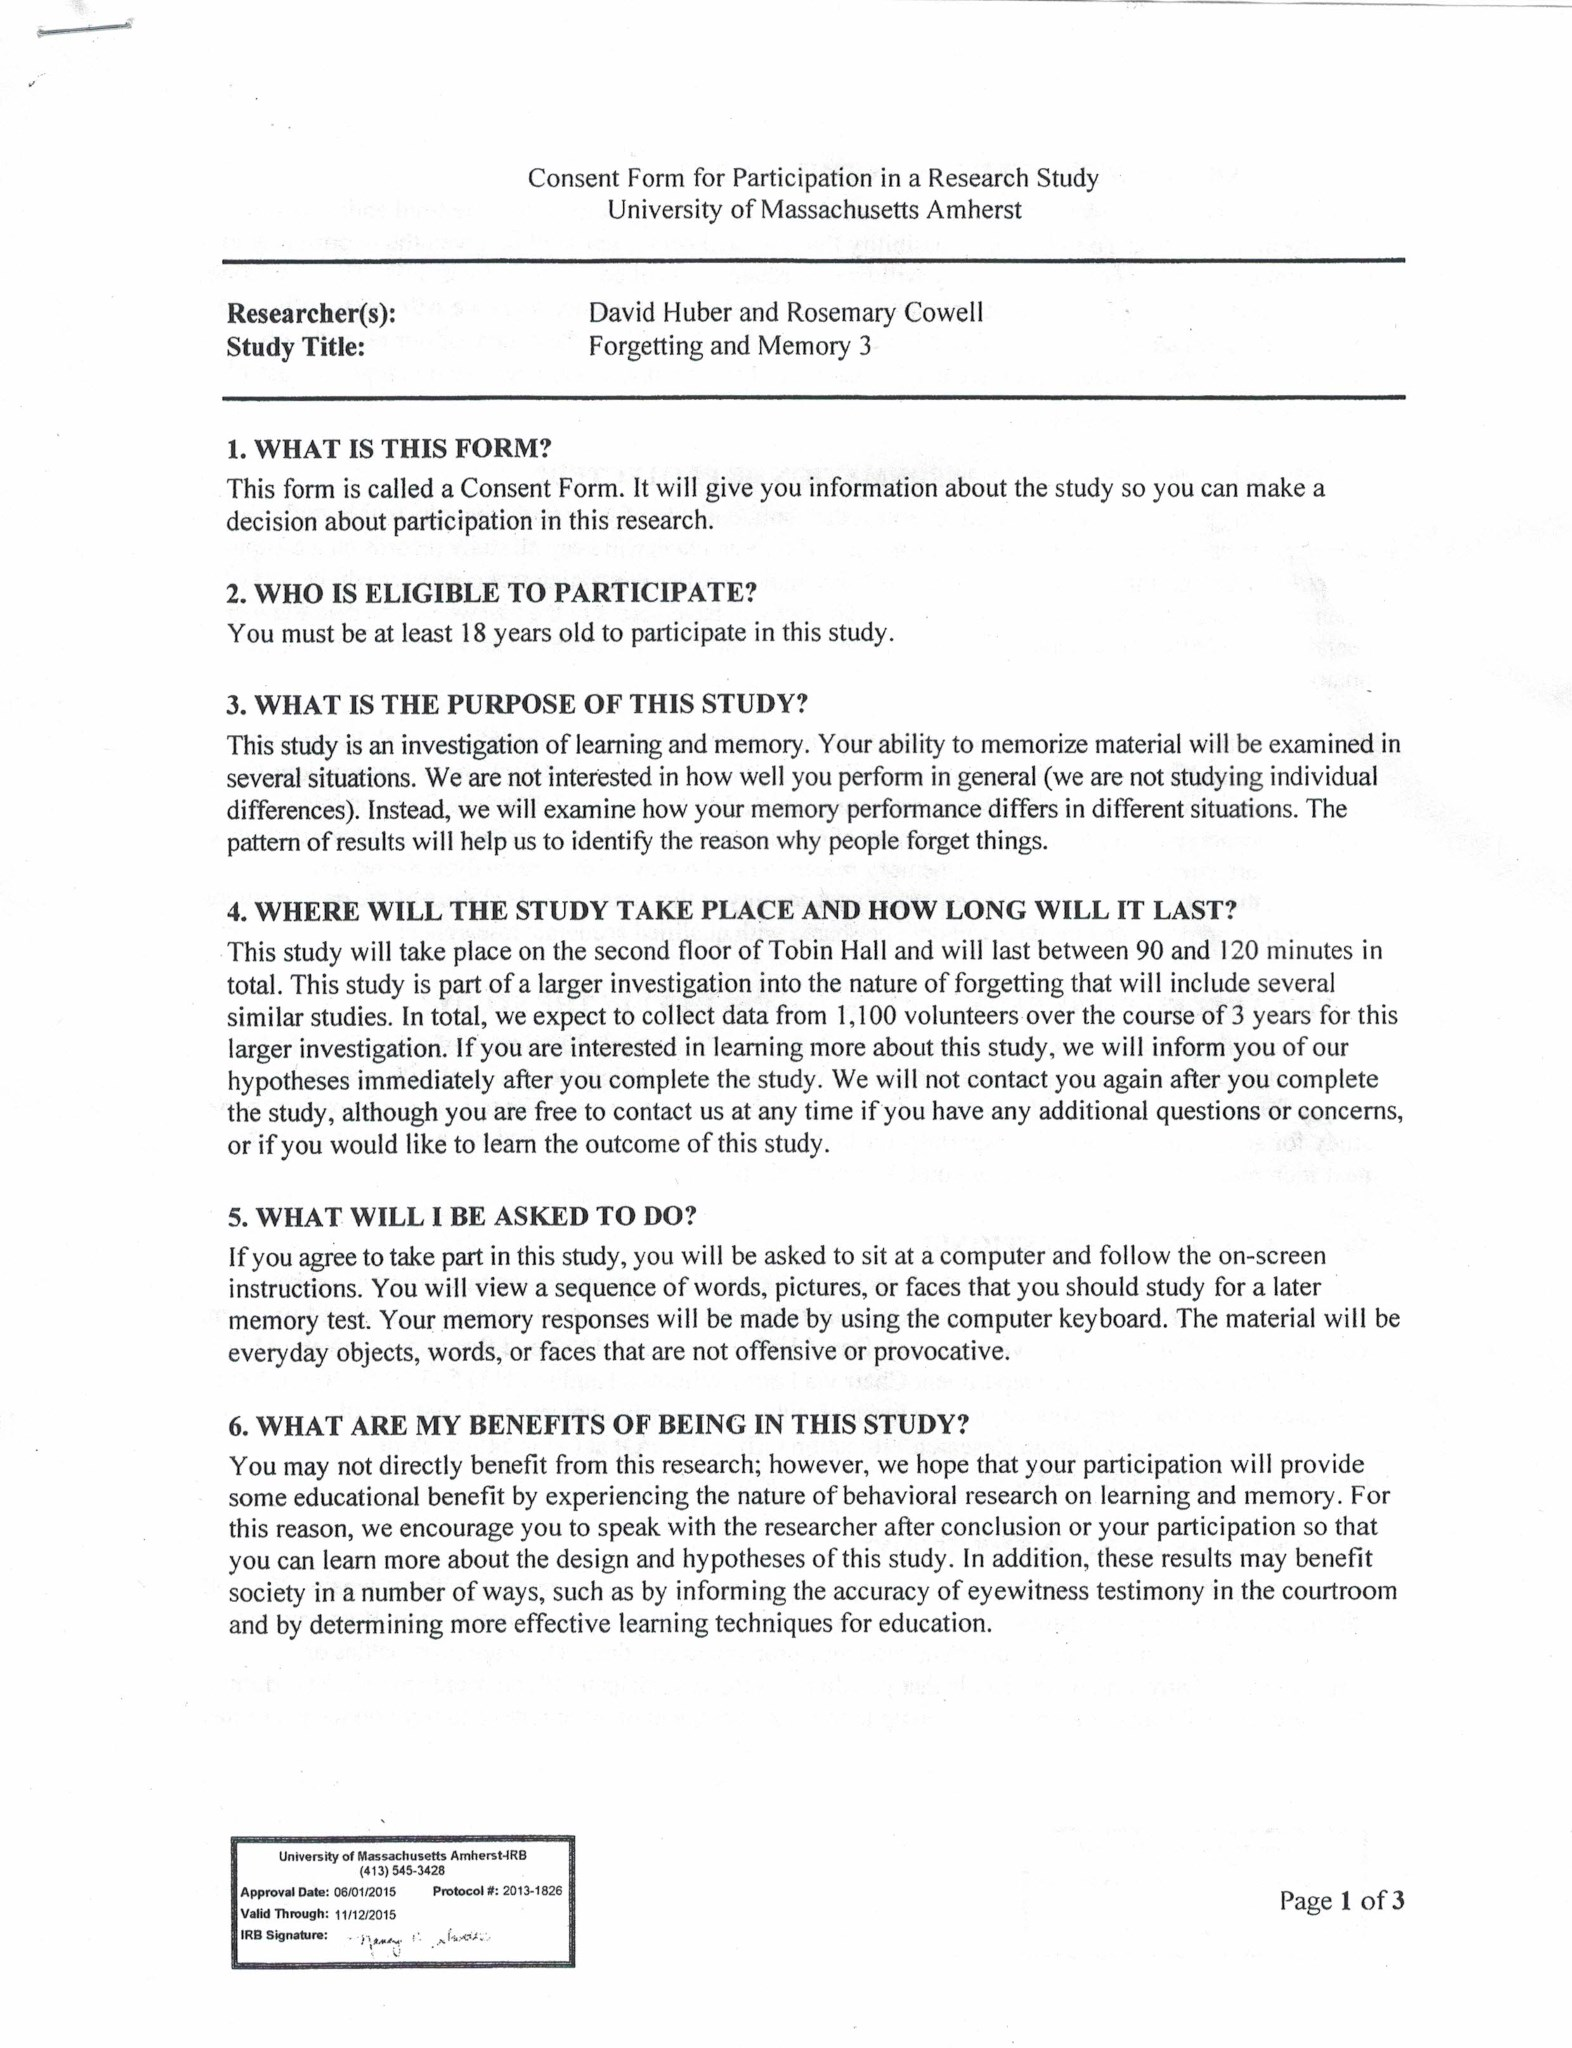 Consent Form for Participation in a Research Study
University of Massachusetts Amherst
Researcher(s): David Huber and Rosemary Cowell
Study Title: Forgetting and Memory 3
1. WHAT IS THIS FORM?
This form is called a Consent Form. It will give you information about the study so you can make a
decision about participation in this research.
2. WHO IS ELIGIBLE TO PARTICIPATE?
You must be at least 18 years old to participate in this study.
3. WHAT IS THE PURPOSE OF THIS STUDY?
This study is an investigation of learning and memory. Your ability to memorize material will be examined in
several situations. We are not interested in how well you perform in general (we are not studying individual
differences). Instead, we will examine how your memory performance differs in different situations. The
pattern of results will help us to identify the reason why people forget things.
4. WHERE WILL THE STUDY TAKE PLACE AND HOW LONG WILL IT LAST?
This study will take place on the second floor of Tobin Hall and will last between 90 and 120 minutes in
total. This study is part of a larger investigation into the nature of forgetting that will include several
similar studies. In total, we expect to collect data from 1,100 volunteers over the course of 3 years for this
larger investigation. If you are interested in learning more about this study, we will inform you of our
hypotheses immediately after you complete the study. We will not contact you again after you complete
the study, although you are free to contact us at any time if you have any additional questions or concerns,
or if you would like to learn the outcome of this study.
5. WHAT WILL I BE ASKED TO DO?
If you agree to take part in this study, you will be asked to sit at a computer and follow the on-screen
instructions. You will view a sequence of words, pictures, or faces that you should study for a later
memory test. Your memory responses will be made by using the computer keyboard. The material will be
everyday objects, words, or faces that are not offensive or provocative.
6. WHAT ARE MY BENEFITS OF BEING IN THIS STUDY?
You may not directly benefit from this research; however, we hope that your participation will provide
some educational benefit by experiencing the nature of behavioral research on learning and memory. For
this reason, we encourage you to speak with the researcher after conclusion or your participation so that
you can learn more about the design and hypotheses of this study. In addition, these results may benefit
society in a number of ways, such as by informing the accuracy of eyewitness testimony in the courtroom
and by determining more effective learning techniques for education.
University of Massachusetts Amherst-IRB
(413) 545-3428
Approval Date: 06/01/2015 Protocol #: 2013-1826
Valid Through: 11/12/2015
IRB Signature:
Page 1 of 3